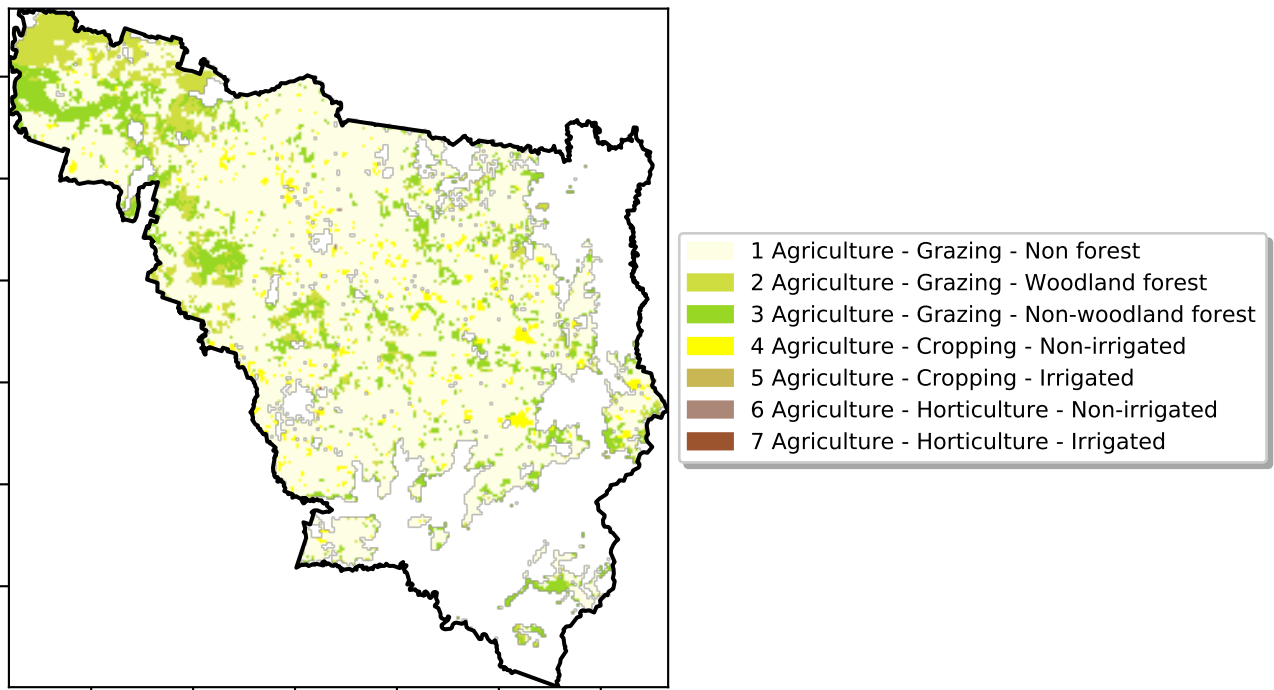 1 Agriculture - Grazing - Non forest
2 Agriculture - Grazing - Woodland forest
3 Agriculture - Grazing - Non-woodland forest
4 Agriculture - Cropping - Non-irrigated
5 Agriculture - Cropping - Irrigated
6 Agriculture - Horticulture - Non-irrigated
7 Agriculture - Horticulture - Irrigated